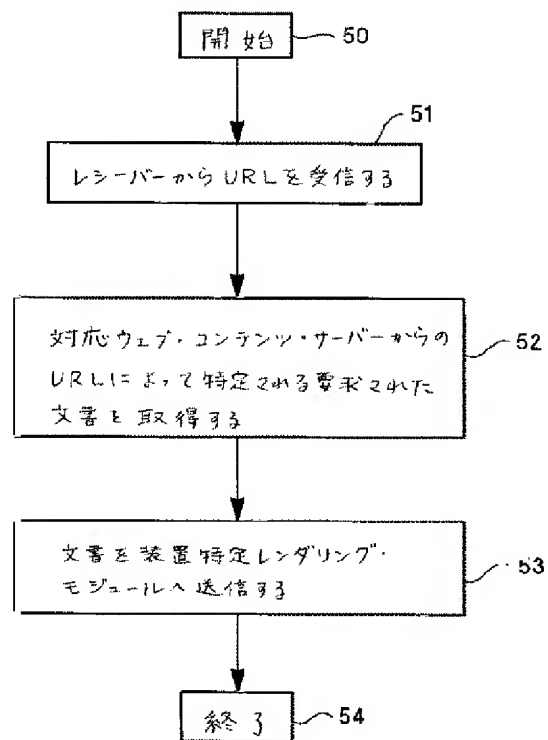 開始
50
51
レシーバーからURLを受信する
対応ウェブ・コンテンツ・サーバーからの
URLによって特定される要求された
文書を取得する
52
文書を装置特定レンダリング・
モジュールへ送信する
53
終了
54